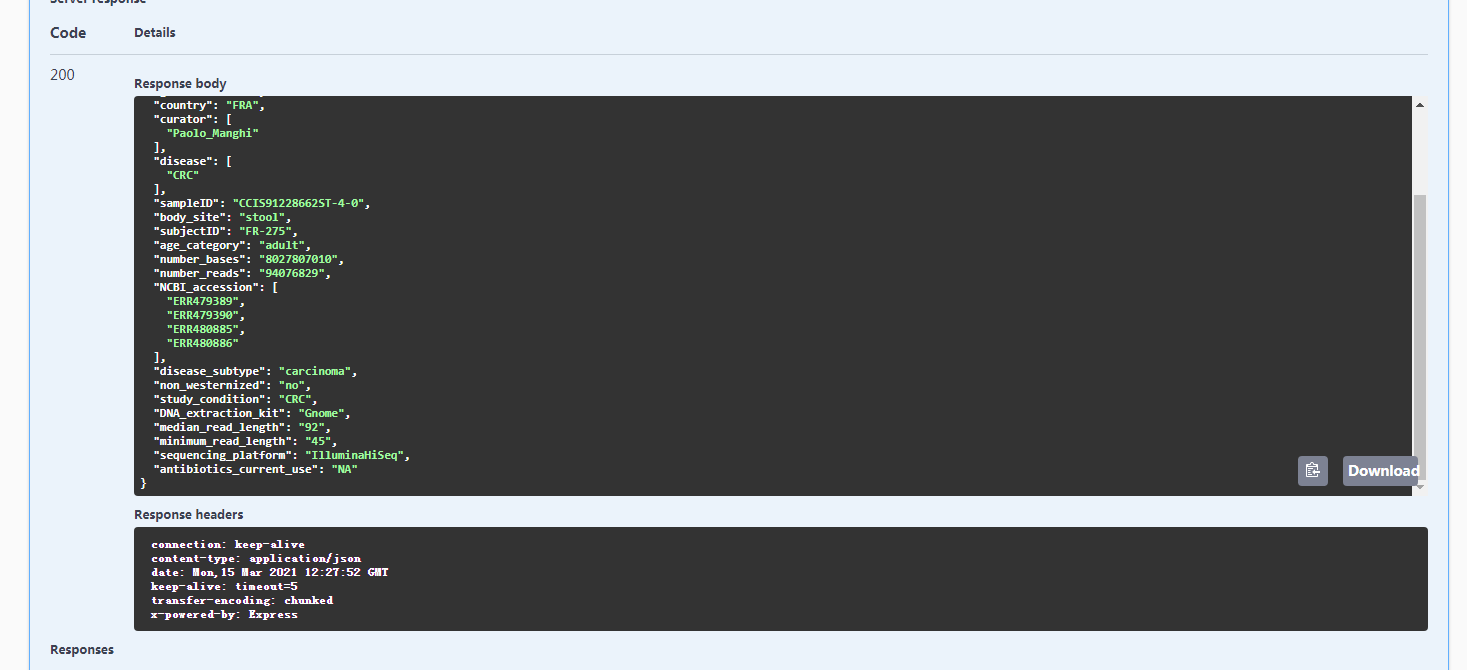 Server response
Code Details
200
Response body
"country": "FRA",
"curator": [
"Paolo_Manghi"
],
"disease": [
"CRC"
],
"sampleID": "CCIS91228662ST-4-0",
"body_site": "stool",
"subjectID": "FR-275",
"age_category": "adult",
"number_bases": "8027807010",
"number_reads": "94076829",
"NCBI_accession": [
"ERR479389",
"ERR479390",
"ERR480885",
"ERR480886"
],
"disease_subtype": "carcinoma",
"non_westernized": "no",
"study_condition": "CRC",
"DNA_extraction_kit": "Gnome",
"median_read_length": "92",
"minimum_read_length": "45",
"sequencing_platform": "IlluminaHiSeq",
"antibiotics_current_use": "NA"
}
Download
Response headers
connection: keep-alive
content-type: application/json
date: Mon,15 Mar 2021 12:27:52 GMT
keep-alive: timeout=5
transfer-encoding: chunked
x-powered-by: Express
Responses